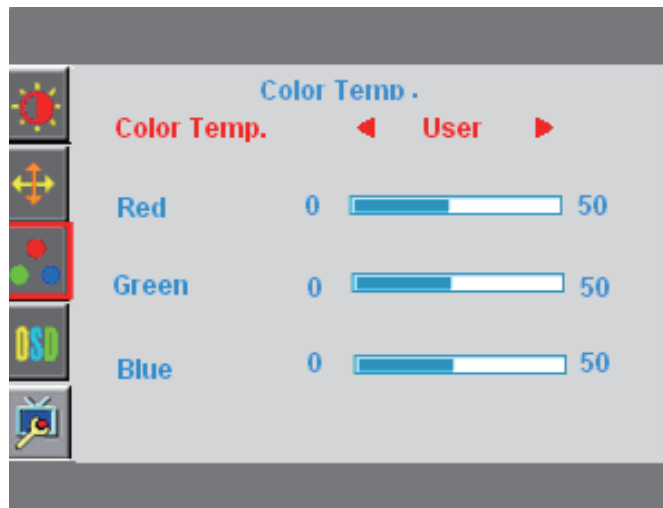 Color Temp.
Color Temp. User
Red 0 50
Green 0 50
OSD
Blue 0 50